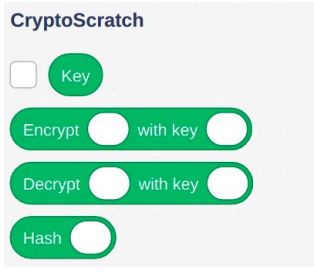 CryptoScratch
Key
Encrypt with key
Decrypt with key
Hash